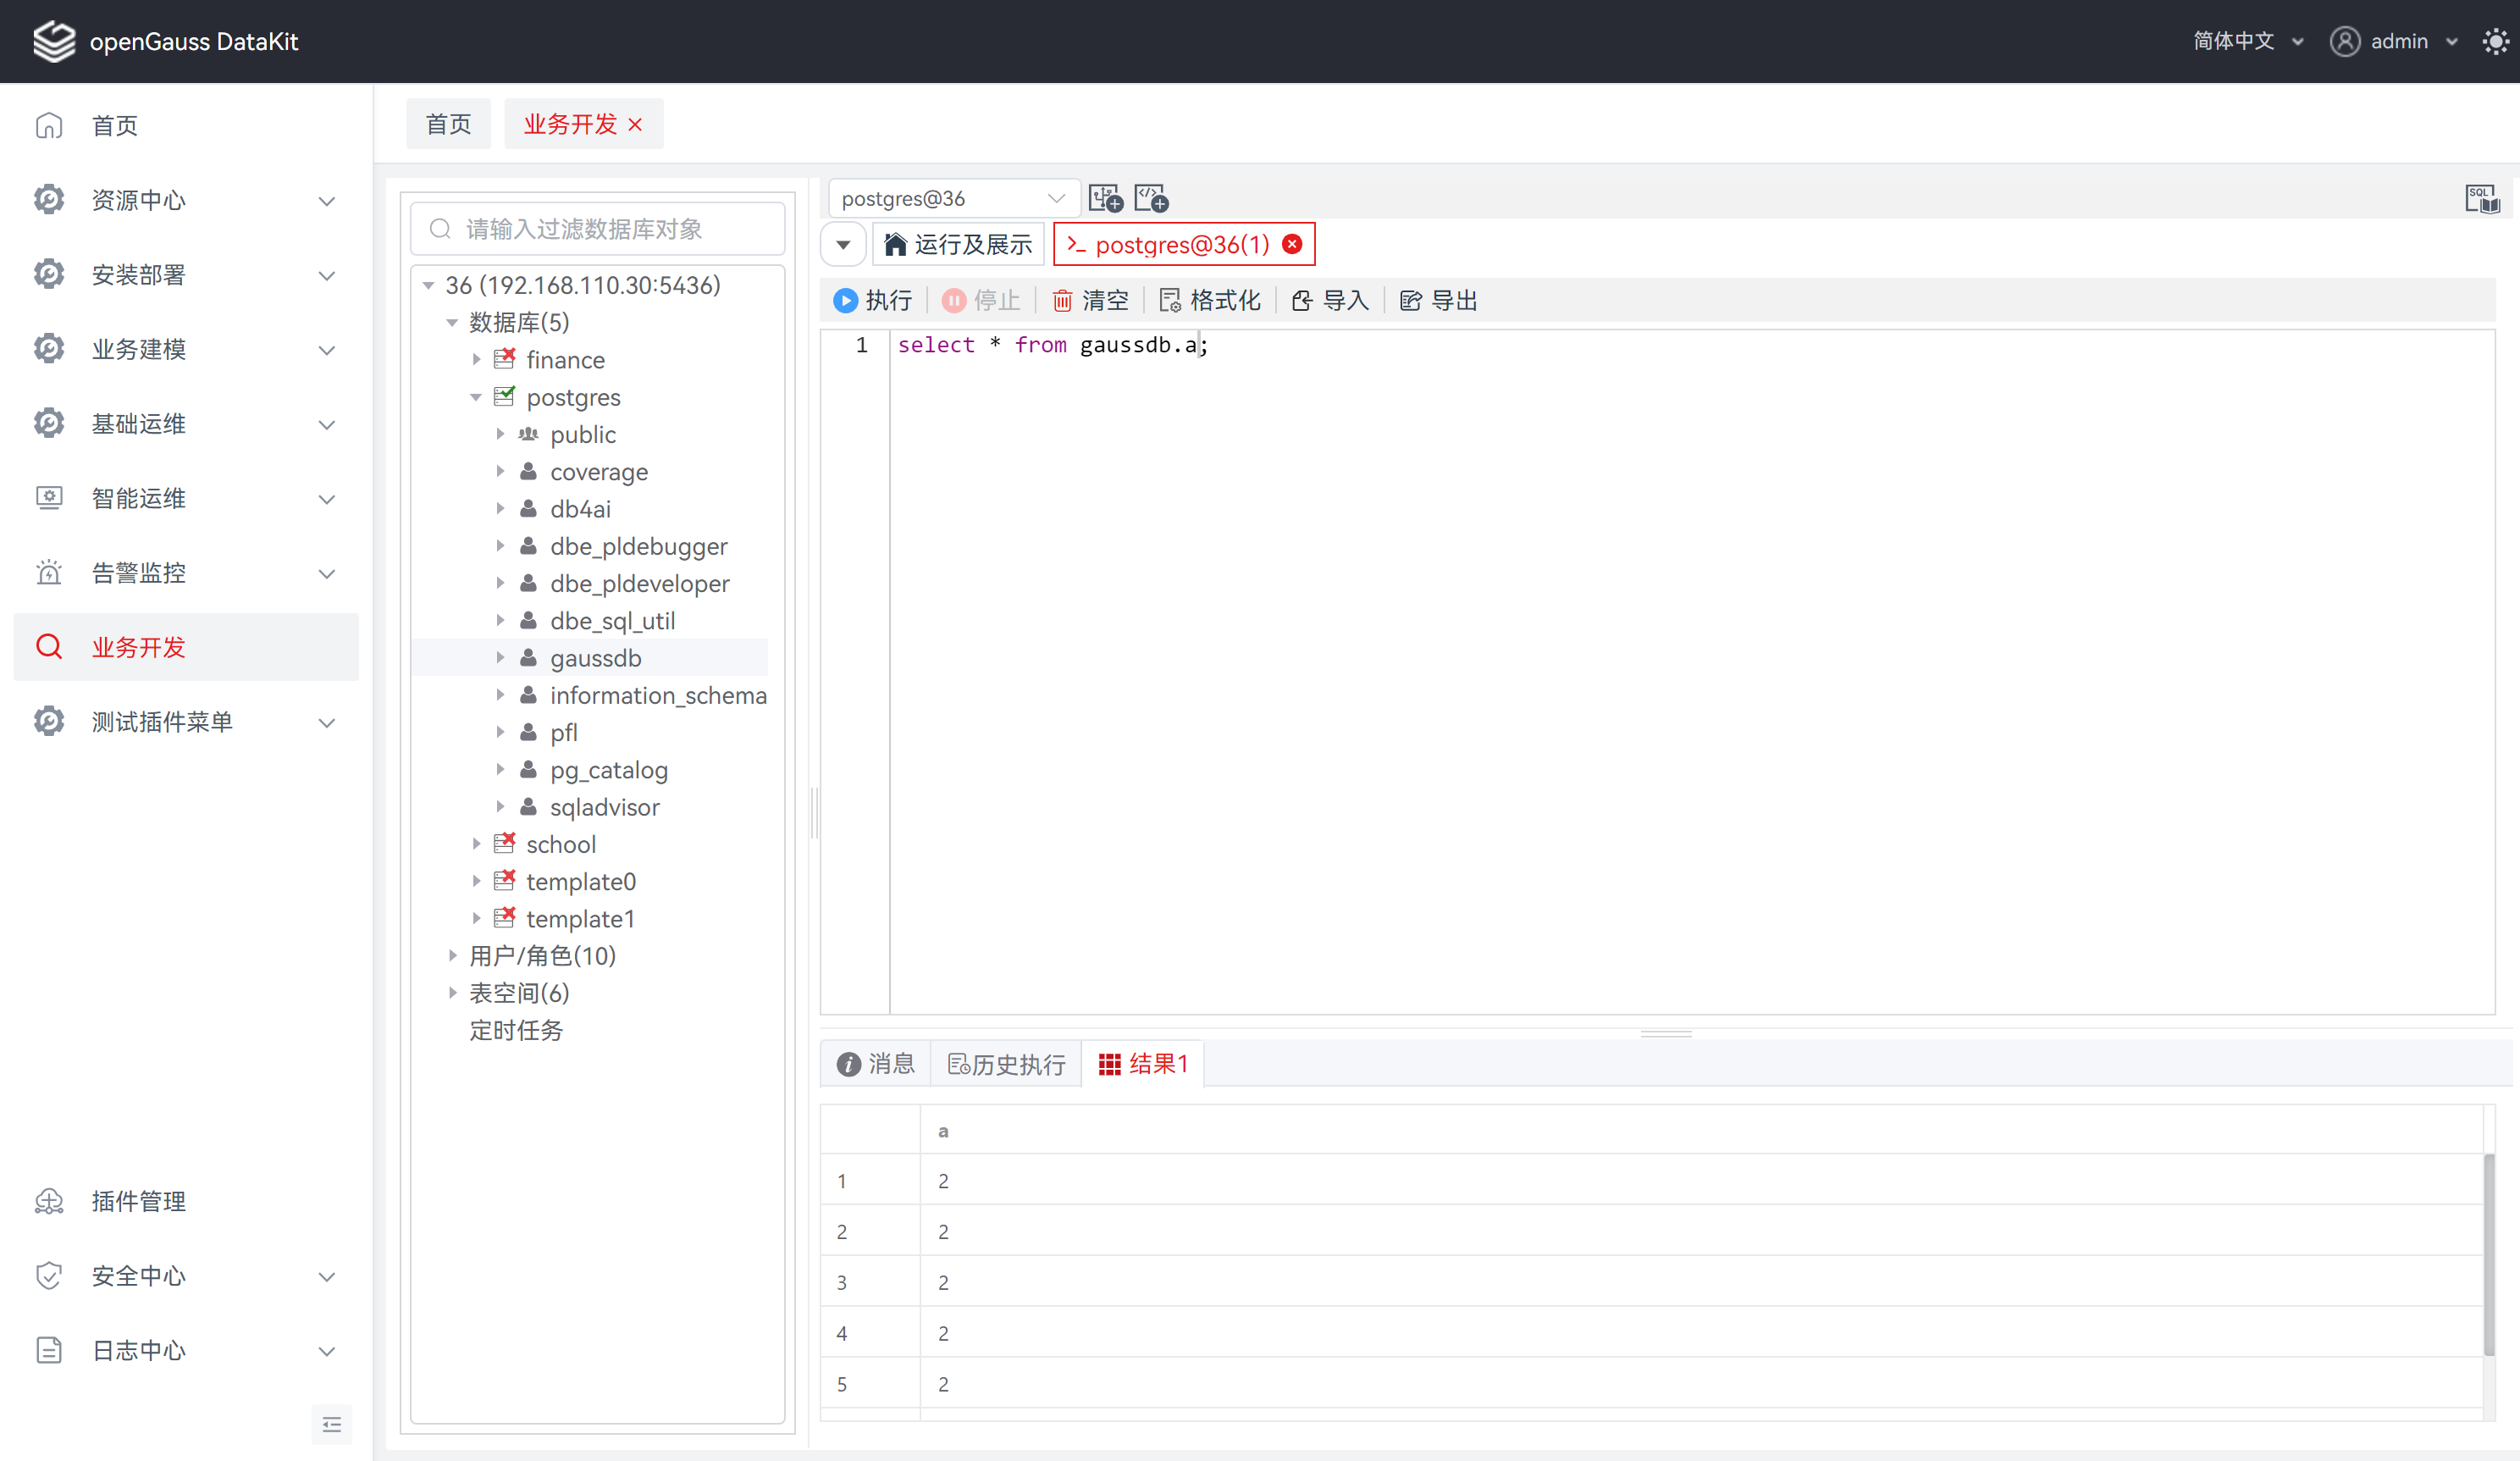 openGauss DataKit
简体中文
admin
首页
资源中心
安装部署
业务建模
基础运维
智能运维
告警监控
业务开发
测试插件菜单
插件管理
安全中心
日志中心
首页
业务开发
请输入过滤数据库对象
36 (192.168.110.30:5436)
数据库(5)
finance
postgres
public
coverage
db4ai
dbe_pldebugger
dbe_pldeveloper
dbe_sql_util
gaussdb
information_schema
pfl
pg_catalog
sqladvisor
school
template0
template1
用户/角色(10)
表空间(6)
定时任务
postgres@36
SQL
运行及展示
postgres@36(1)
执行
停止
清空
格式化
导入
导出
1 select * from gaussdb.a;
消息
历史执行
结果1
a
1 2
2 2
3 2
4 2
5 2